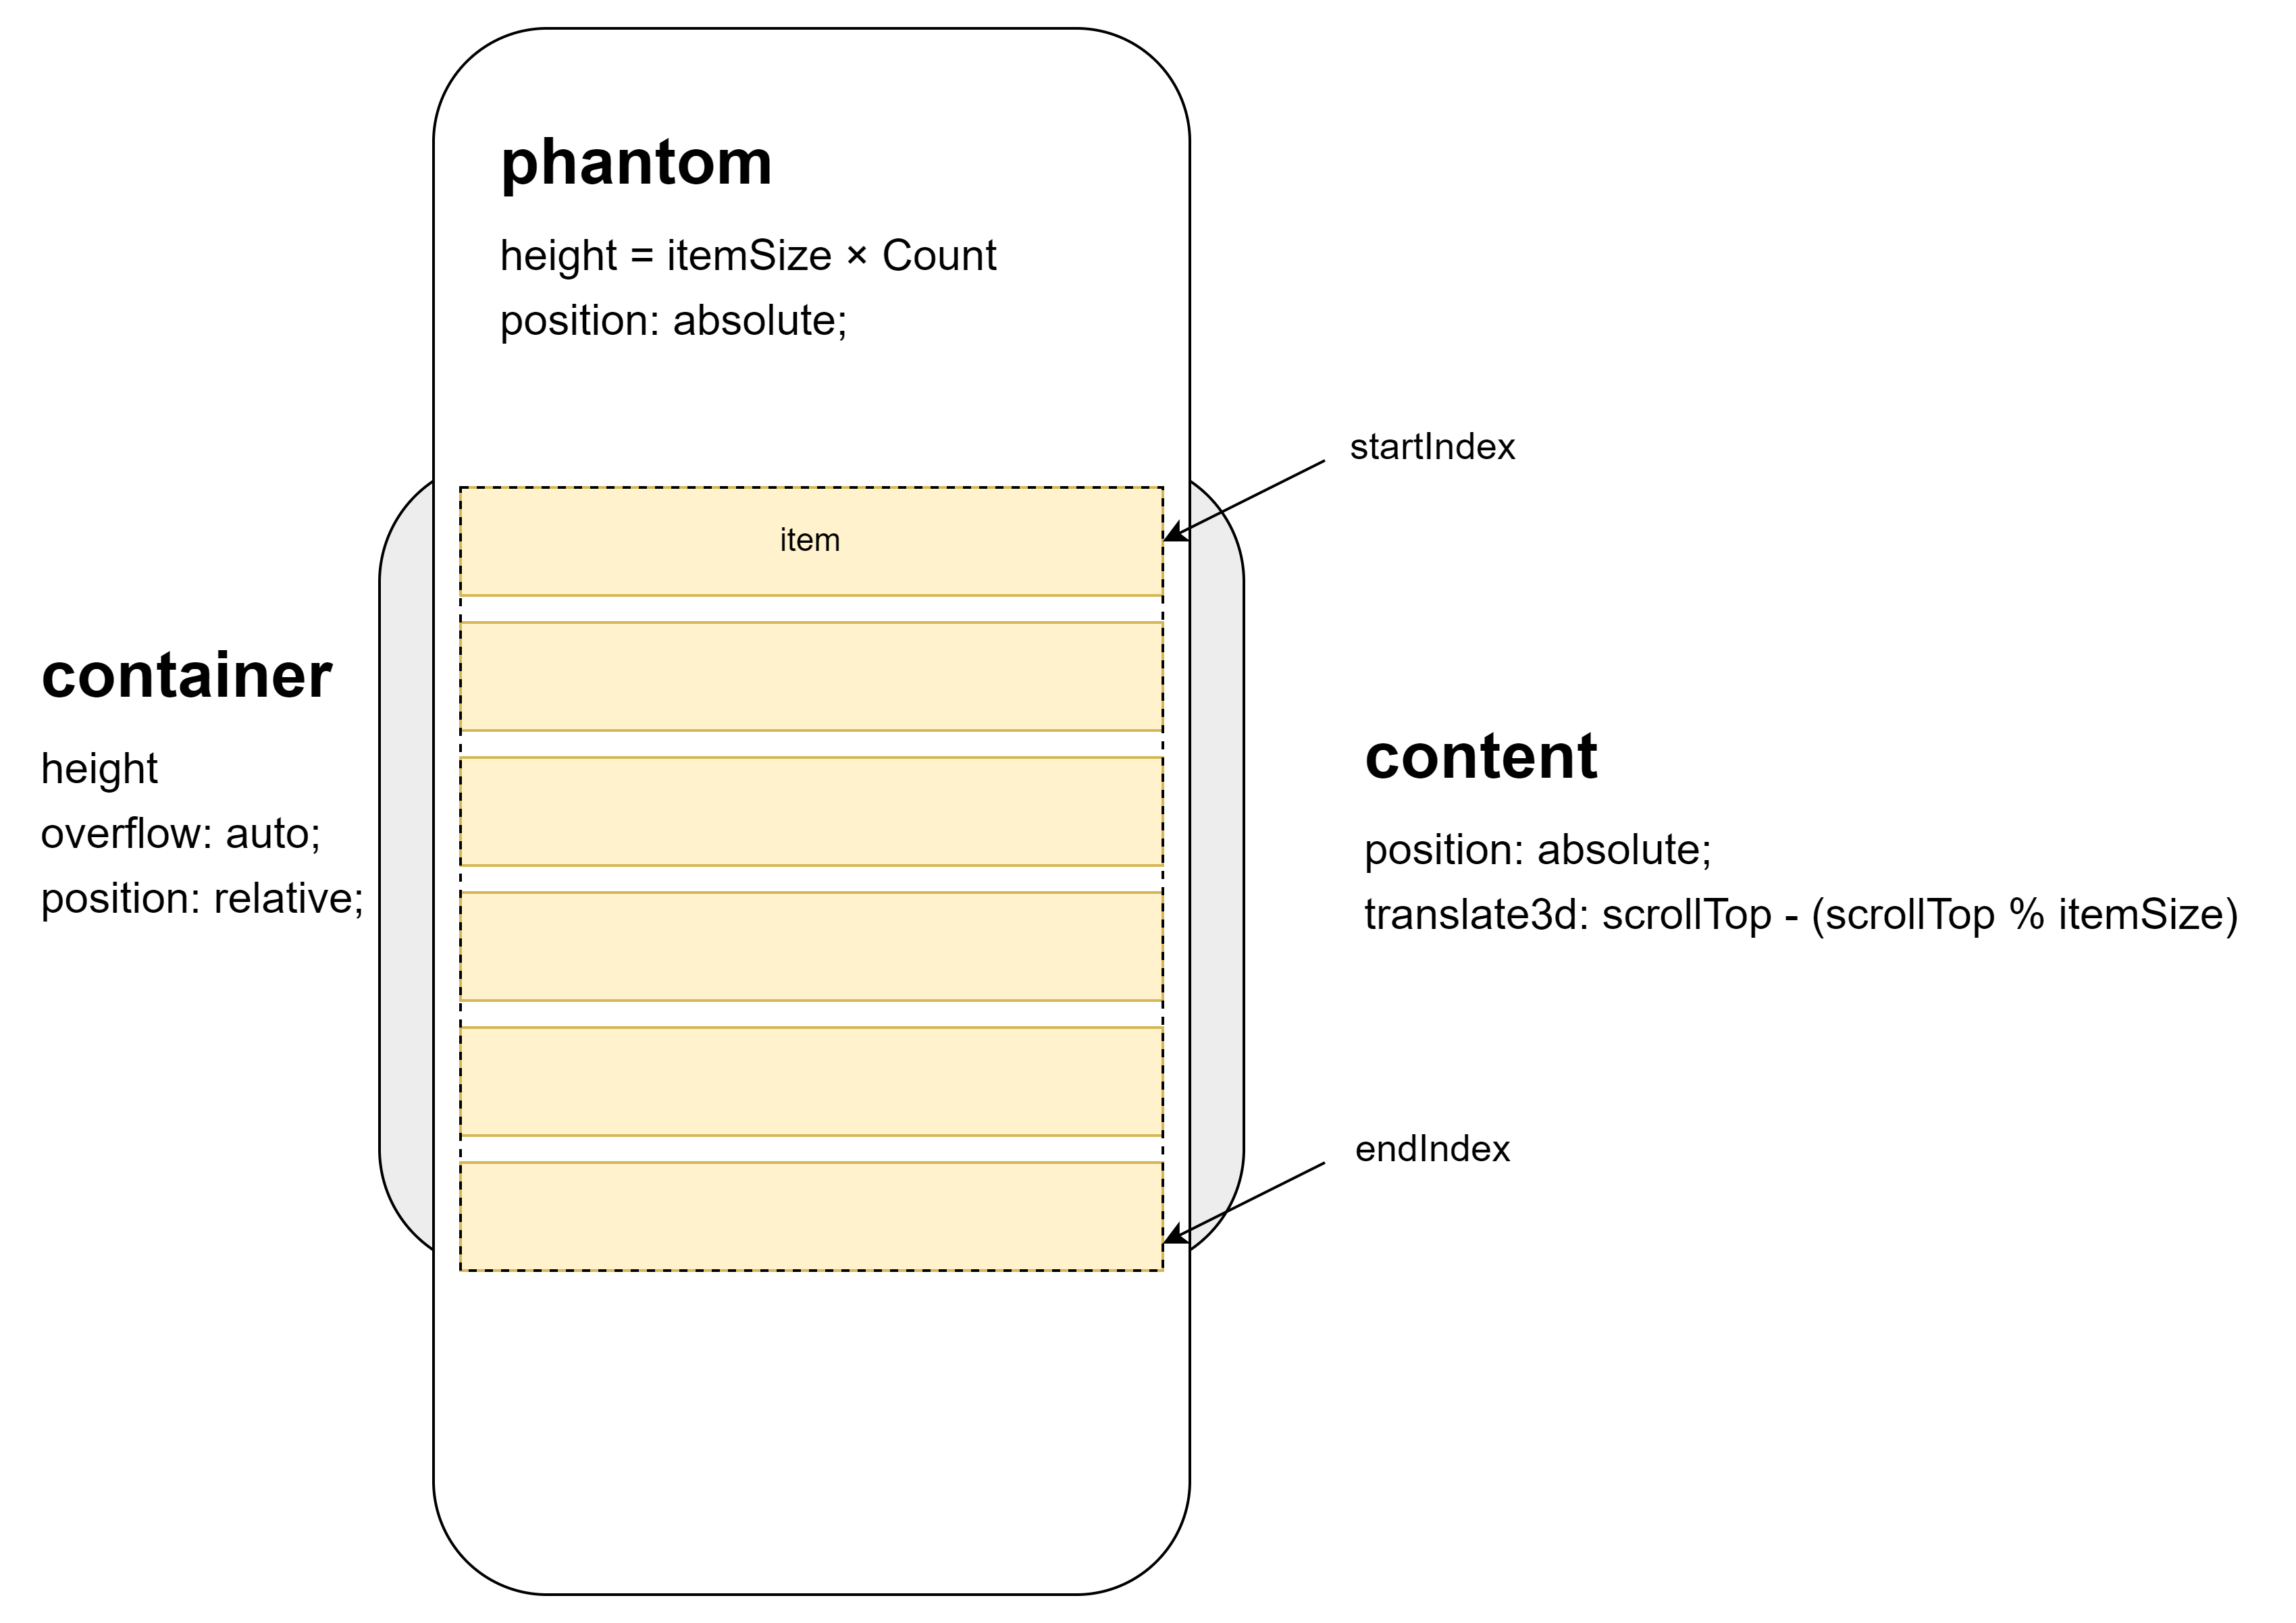 phantom
height = itemSize × Count
position: absolute;
startIndex
item
container
height
overflow: auto;
position: relative;
content
position: absolute;
translate3d: scrollTop - (scrollTop % itemSize)
endIndex